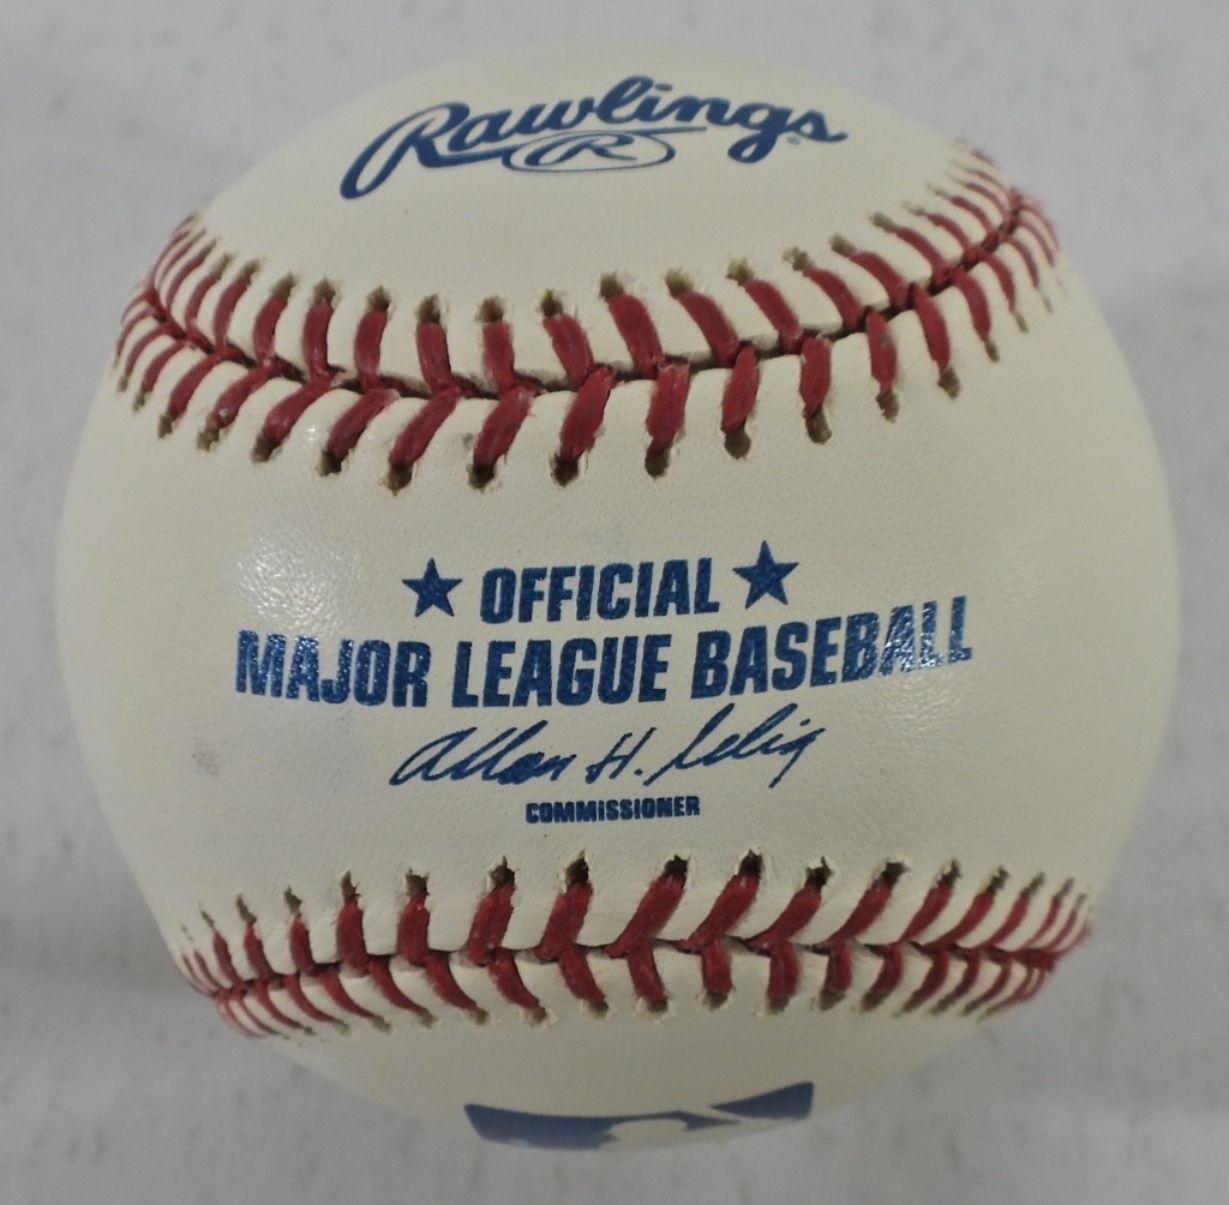 Rawlings
R
OFFICIAL
MAJOR LEAGUE BASEBALL
Allan H. Selig
COMMISSIONER